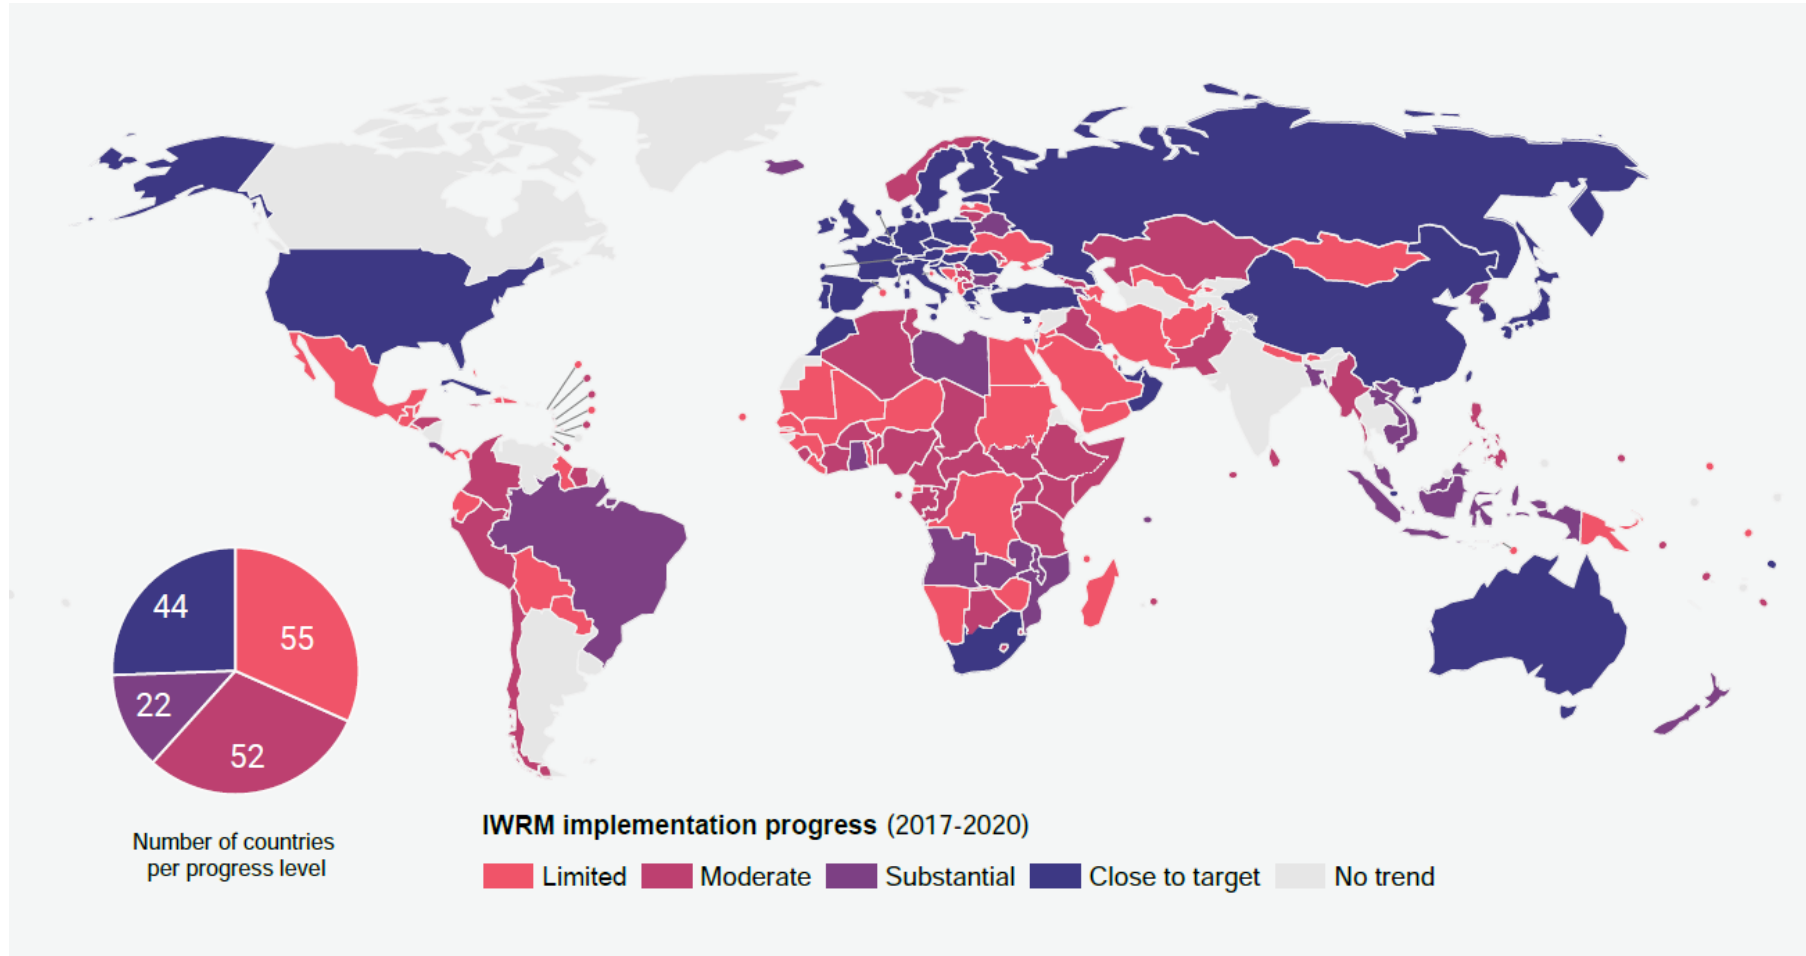 44
55
22
52
Number of countries
per progress level
IWRM implementation progress (2017-2020)
Limited Moderate Substantial Close to target No trend